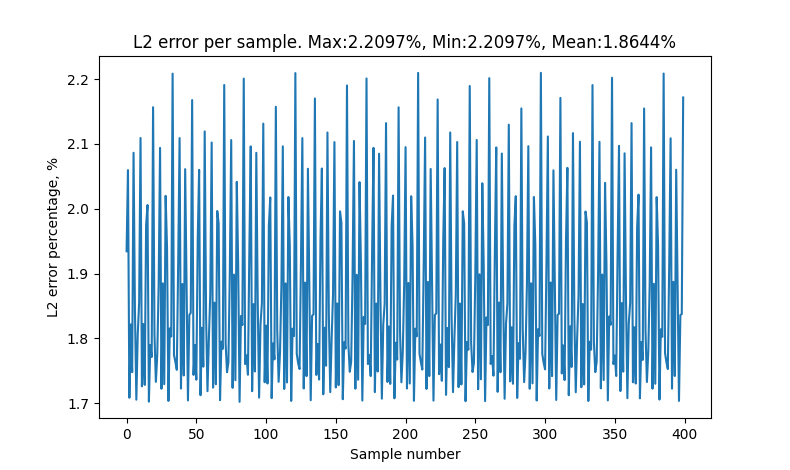 L2 error per sample. Max:2.2097%, Min:2.2097%, Mean:1.8644%
L2 error percentage, %
2.2
2.1
2.0
1.9
1.8
1.7
0 50 100 150 200 250 300 350 400
Sample number